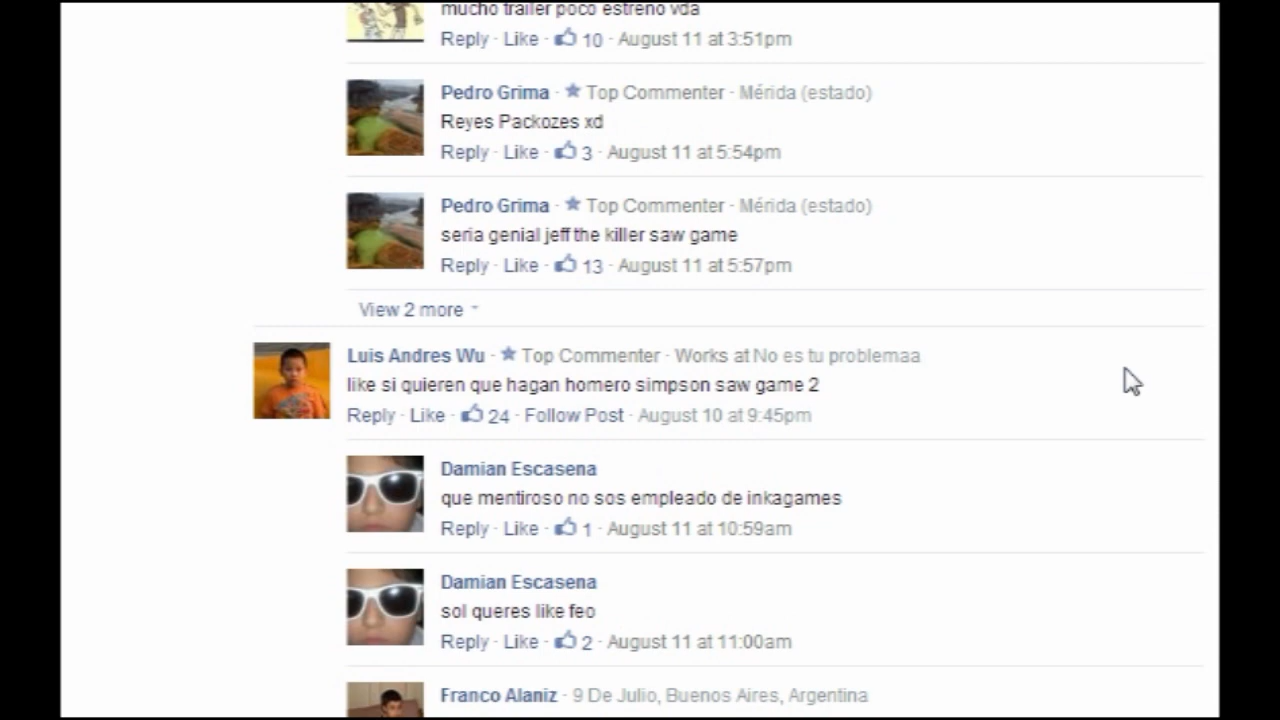 mucho trailer poco estreno vda
Reply · Like · 10 · August 11 at 3:51pm
Pedro Grima · Top Commenter · Mérida (estado)
Reyes Packozes xd
Reply · Like · 3 · August 11 at 5:54pm
Pedro Grima · Top Commenter · Mérida (estado)
seria genial jeff the killer saw game
Reply · Like · 13 · August 11 at 5:57pm
View 2 more
Luis Andres Wu · Top Commenter · Works at No es tu problemaa
like si quieren que hagan homero simpson saw game 2
Reply · Like · 24 · Follow Post · August 10 at 9:45pm
Damian Escasena
que mentiroso no sos empleado de inkagames
Reply · Like · 1 · August 11 at 10:59am
Damian Escasena
sol queres like feo
Reply · Like · 2 · August 11 at 11:00am
Franco Alaniz · 9 De Julio, Buenos Aires, Argentina